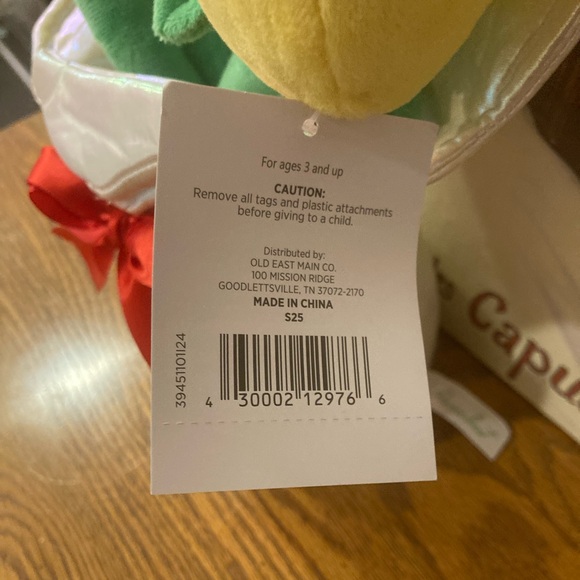 For ages 3 and up
CAUTION:
Remove all tags and plastic attachments
before giving to a child.
Distributed by:
OLD EAST MAIN CO.
100 MISSION RIDGE
GOODLETTSVILLE, TN 37072-2170
MADE IN CHINA
S25
39451101I24
4 30002 12976 6
Capu